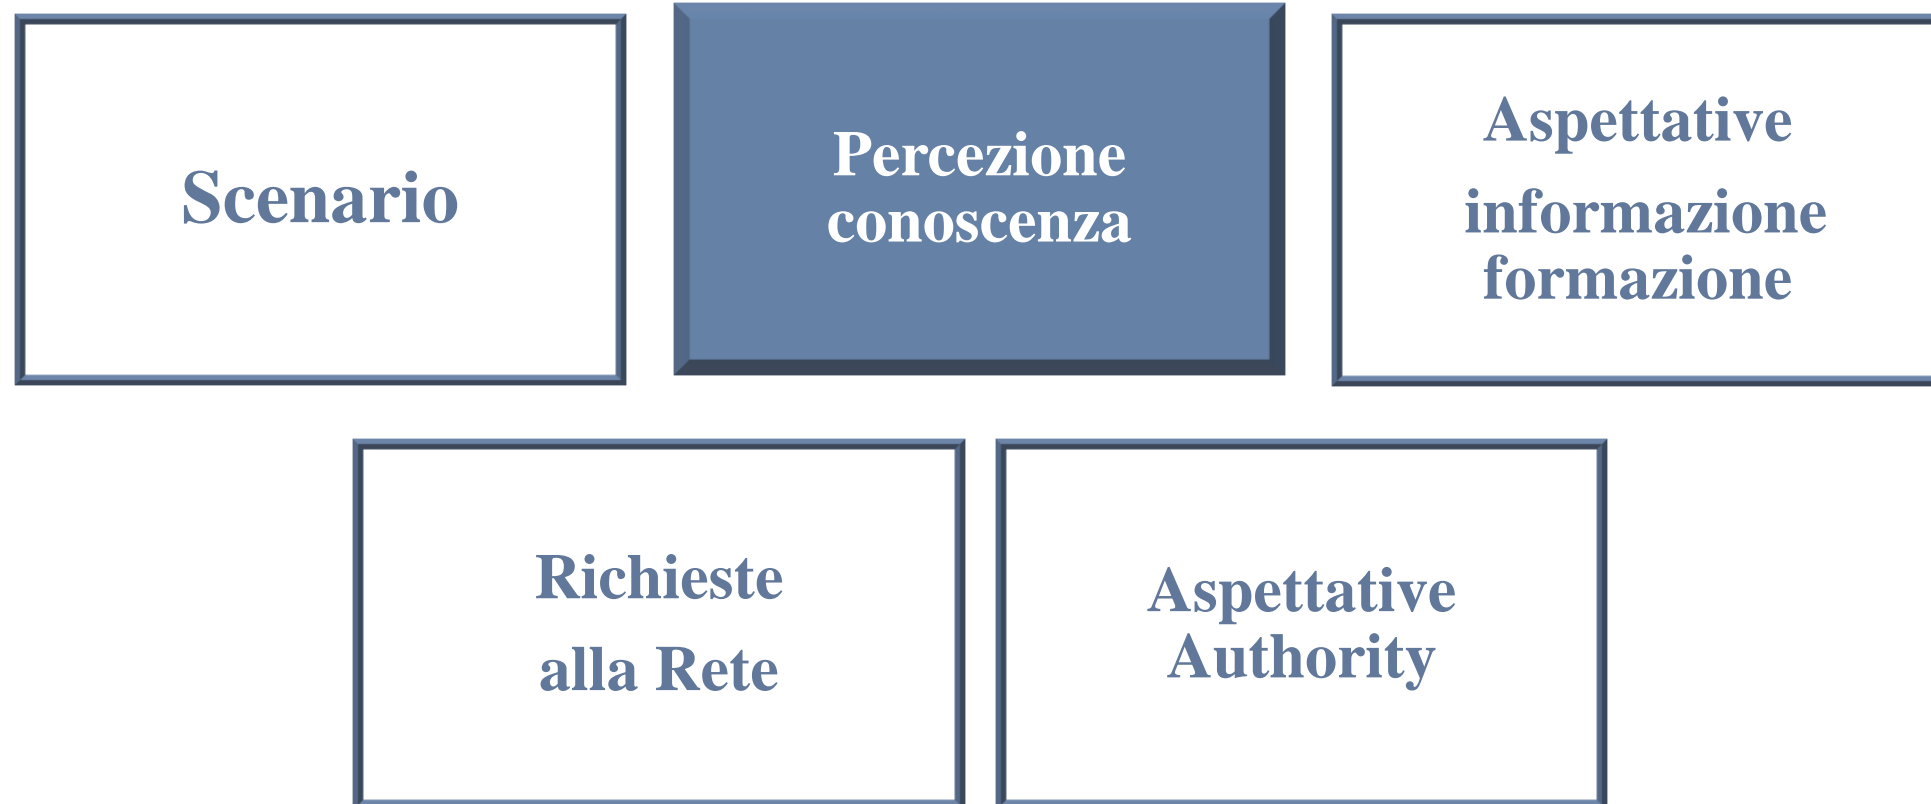 Scenario
Percezione
conoscenza
Aspettative
informazione
formazione
Richieste
alla Rete
Aspettative
Authority